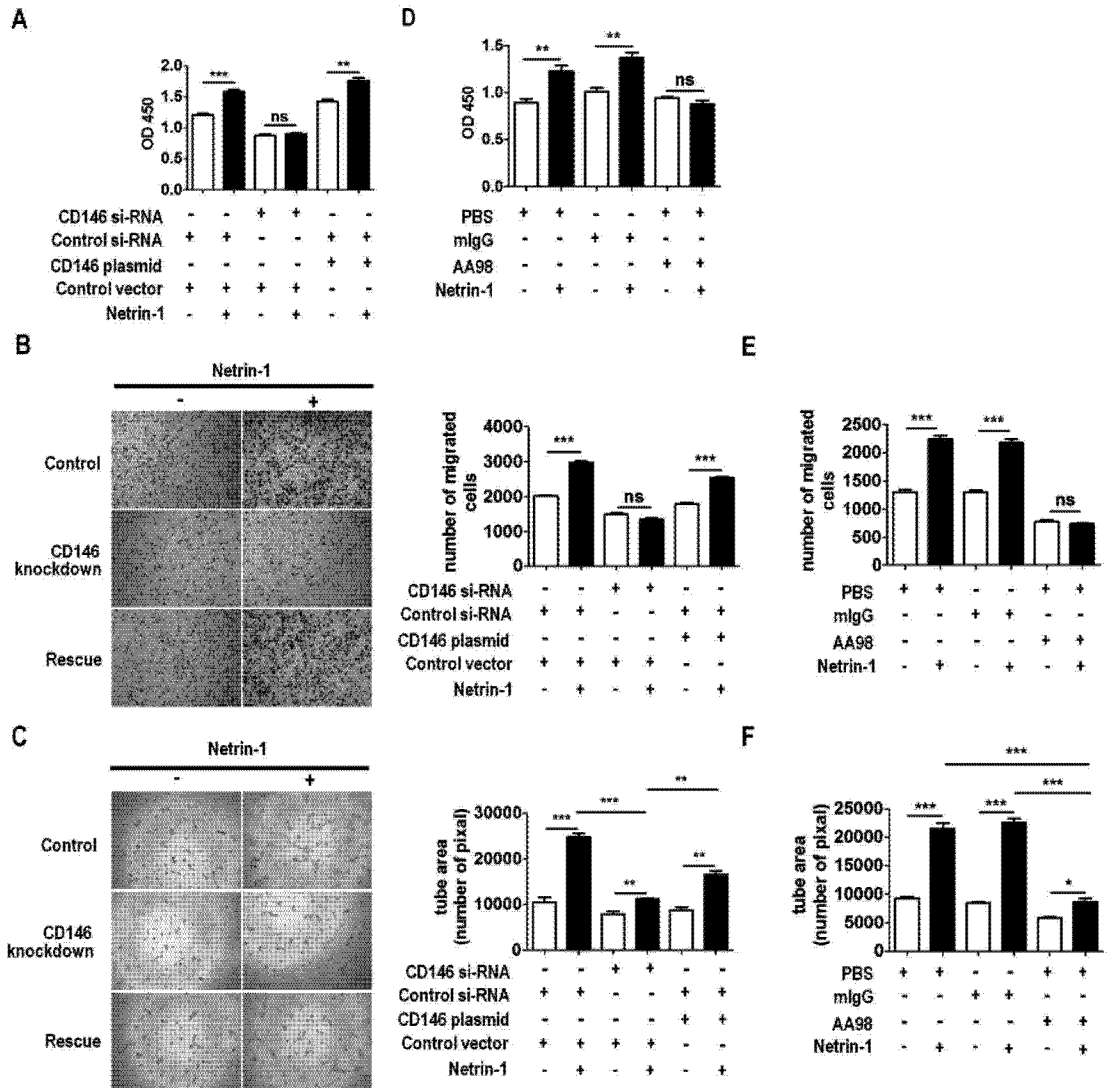 A
2.0
1.5
1.0
0.5
0.0
OD 450
*** ns **
CD146 si-RNA - - + + - -
Control si-RNA + + - - + +
CD146 plasmid - - - - + +
Control vector + + + + - -
Netrin-1 - + - + - +
D
1.5
1.0
0.5
0.0
OD 450
** ** ns
PBS + + - - + +
mIgG - - + + - -
AA98 - - - - + +
Netrin-1 - + - + - +
B
Netrin-1
- +
Control
CD146
knockdown
Rescue
number of migrated
cells
4000
3000
2000
1000
0
*** ns ***
CD146 si-RNA - - + + - -
Control si-RNA + + - - + +
CD146 plasmid - - - - + +
Control vector + + + + - -
Netrin-1 - + - + - +
E
number of migrated
cells
2500
2000
1500
1000
500
0
*** *** ns
PBS + + - - + +
mIgG - - + + - -
AA98 - - - - + +
Netrin-1 - + - + - +
C
Netrin-1
- +
Control
CD146
knockdown
Rescue
tube area
(number of pixal)
30000
20000
10000
0
**
***
*** ** **
CD146 si-RNA - - + + - -
Control si-RNA + + - - + +
CD146 plasmid - - - - + +
Control vector + + + + - -
Netrin-1 - + - + - +
F
tube area
(number of pixal)
25000
20000
15000
10000
5000
0
***
***
*** *** *
PBS + + - - + +
mIgG - - + + - -
AA98 - - - - + +
Netrin-1 - + - + - +